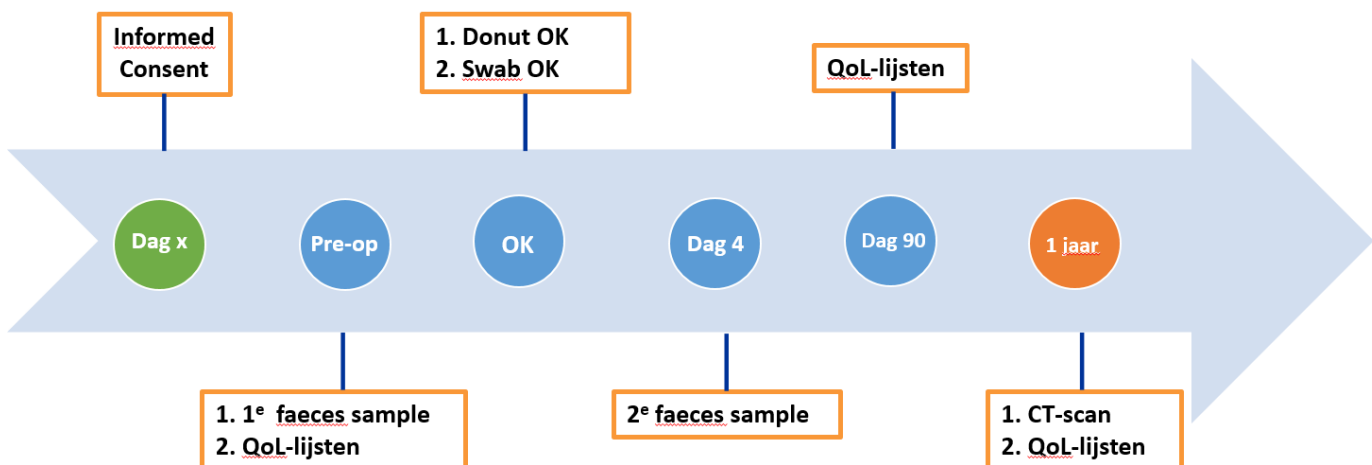 Informed
Consent
1. Donut OK
2. Swab OK
QoL-lijsten
Dag x
Pre-op
OK
Dag 4
Dag 90
1 jaar
1. 1ᵉ faeces sample
2. QoL-lijsten
2ᵉ faeces sample
1. CT-scan
2. QoL-lijsten